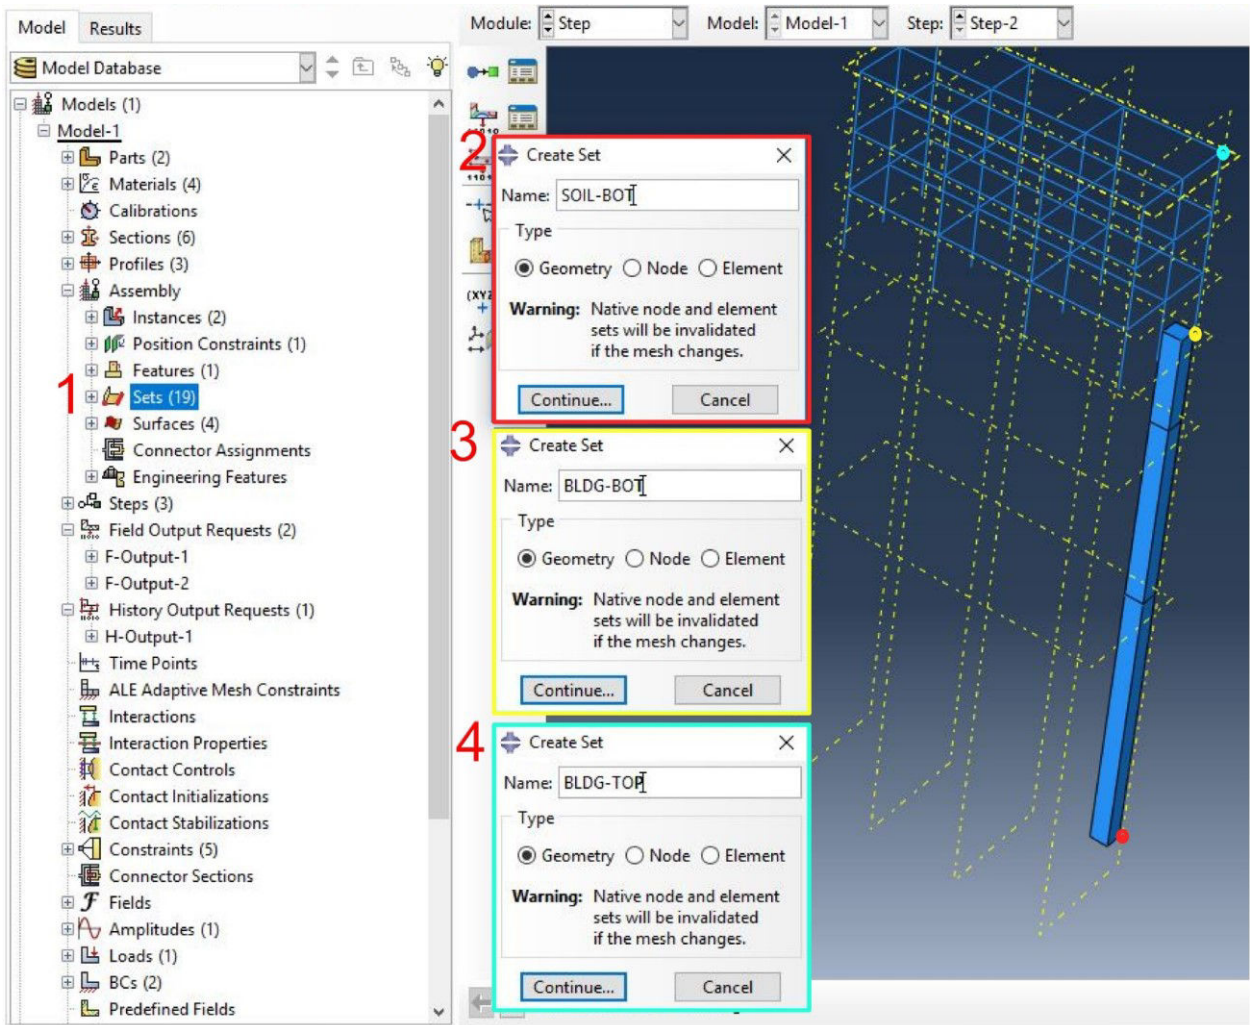 Model Results
Module: Step Model: Model-1 Step: Step-2
Model Database
Models (1)
Model-1
Parts (2)
Materials (4)
Calibrations
Sections (6)
Profiles (3)
Assembly
Instances (2)
Position Constraints (1)
Features (1)
1 Sets (19)
Surfaces (4)
Connector Assignments
Engineering Features
Steps (3)
Field Output Requests (2)
F-Output-1
F-Output-2
History Output Requests (1)
H-Output-1
Time Points
ALE Adaptive Mesh Constraints
Interactions
Interaction Properties
Contact Controls
Contact Initializations
Contact Stabilizations
Constraints (5)
Connector Sections
Fields
Amplitudes (1)
Loads (1)
BCs (2)
Predefined Fields
2 Create Set
Name: SOIL-BOT
Type
Geometry Node Element
Warning: Native node and element
sets will be invalidated
if the mesh changes.
Continue... Cancel
3 Create Set
Name: BLDG-BOT
Type
Geometry Node Element
Warning: Native node and element
sets will be invalidated
if the mesh changes.
Continue... Cancel
4 Create Set
Name: BLDG-TOP
Type
Geometry Node Element
Warning: Native node and element
sets will be invalidated
if the mesh changes.
Continue... Cancel